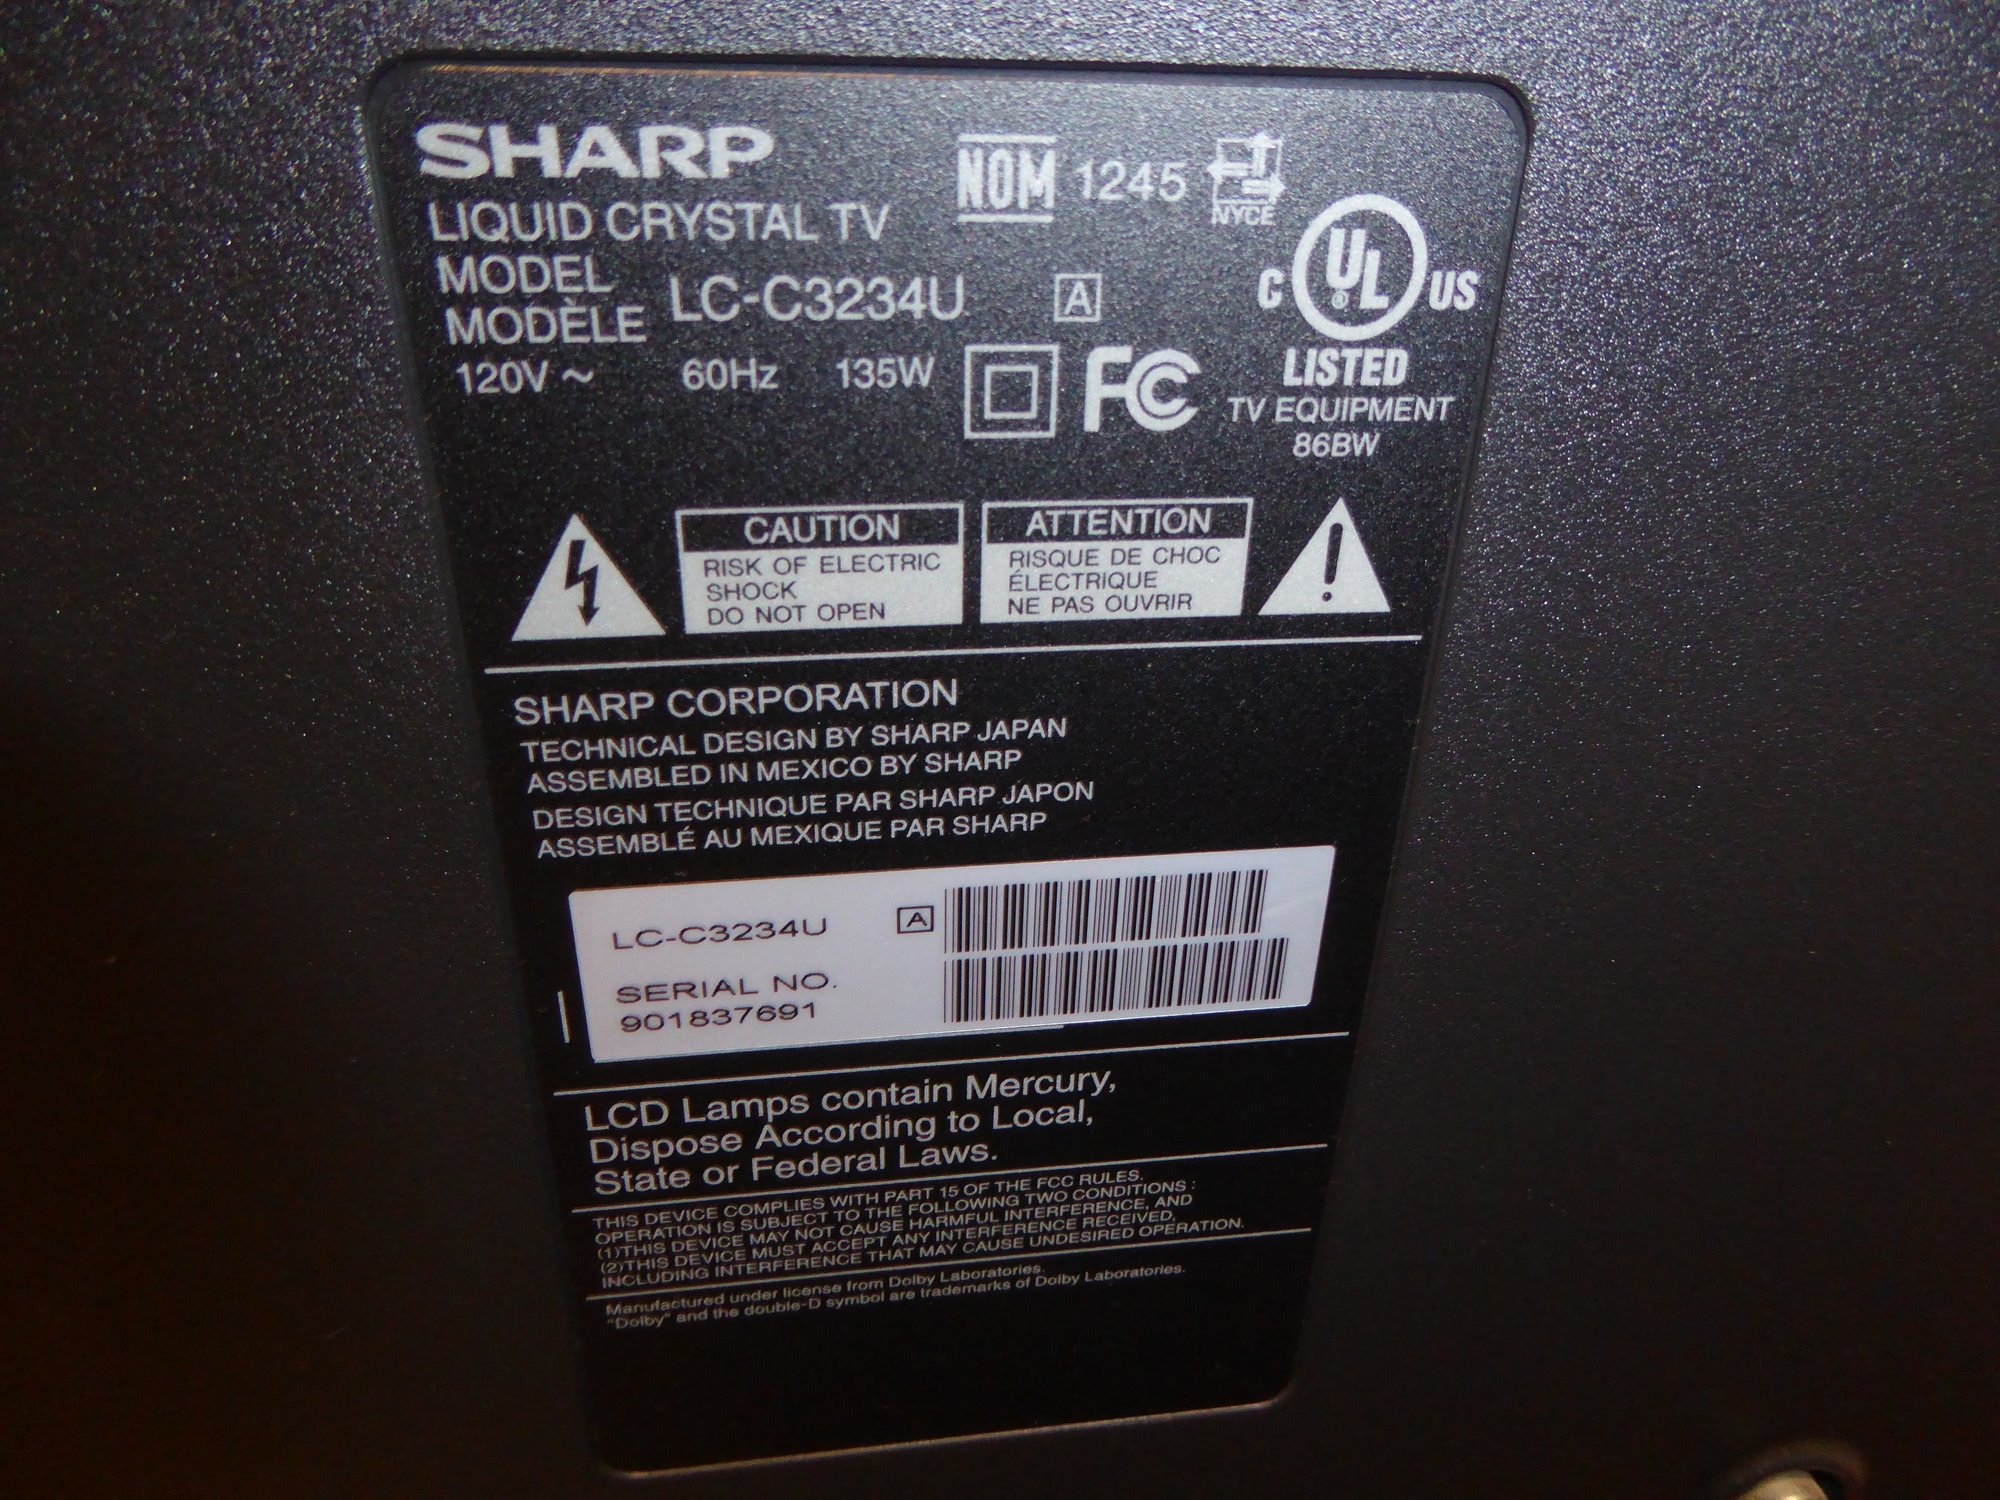 SHARP
NOM 1245 NYCE
LIQUID CRYSTAL TV
MODEL
MODÈLE
LC-C3234U A
C UL ® US
LISTED
TV EQUIPMENT
86BW
120V ~ 60Hz 135W FC
CAUTION
RISK OF ELECTRIC
SHOCK
DO NOT OPEN
ATTENTION
RISQUE DE CHOC
ÉLECTRIQUE
NE PAS OUVRIR
SHARP CORPORATION
TECHNICAL DESIGN BY SHARP JAPAN
ASSEMBLED IN MEXICO BY SHARP
DESIGN TECHNIQUE PAR SHARP JAPON
ASSEMBLÉ AU MEXIQUE PAR SHARP
LC-C3234U A
SERIAL NO.
901837691
LCD Lamps contain Mercury,
Dispose According to Local,
State or Federal Laws.
THIS DEVICE COMPLIES WITH PART 15 OF THE FCC RULES.
OPERATION IS SUBJECT TO THE FOLLOWING TWO CONDITIONS :
(1)THIS DEVICE MAY NOT CAUSE HARMFUL INTERFERENCE, AND
(2)THIS DEVICE MUST ACCEPT ANY INTERFERENCE RECEIVED,
INCLUDING INTERFERENCE THAT MAY CAUSE UNDESIRED OPERATION.
Manufactured under license from Dolby Laboratories.
"Dolby" and the double-D symbol are trademarks of Dolby Laboratories.